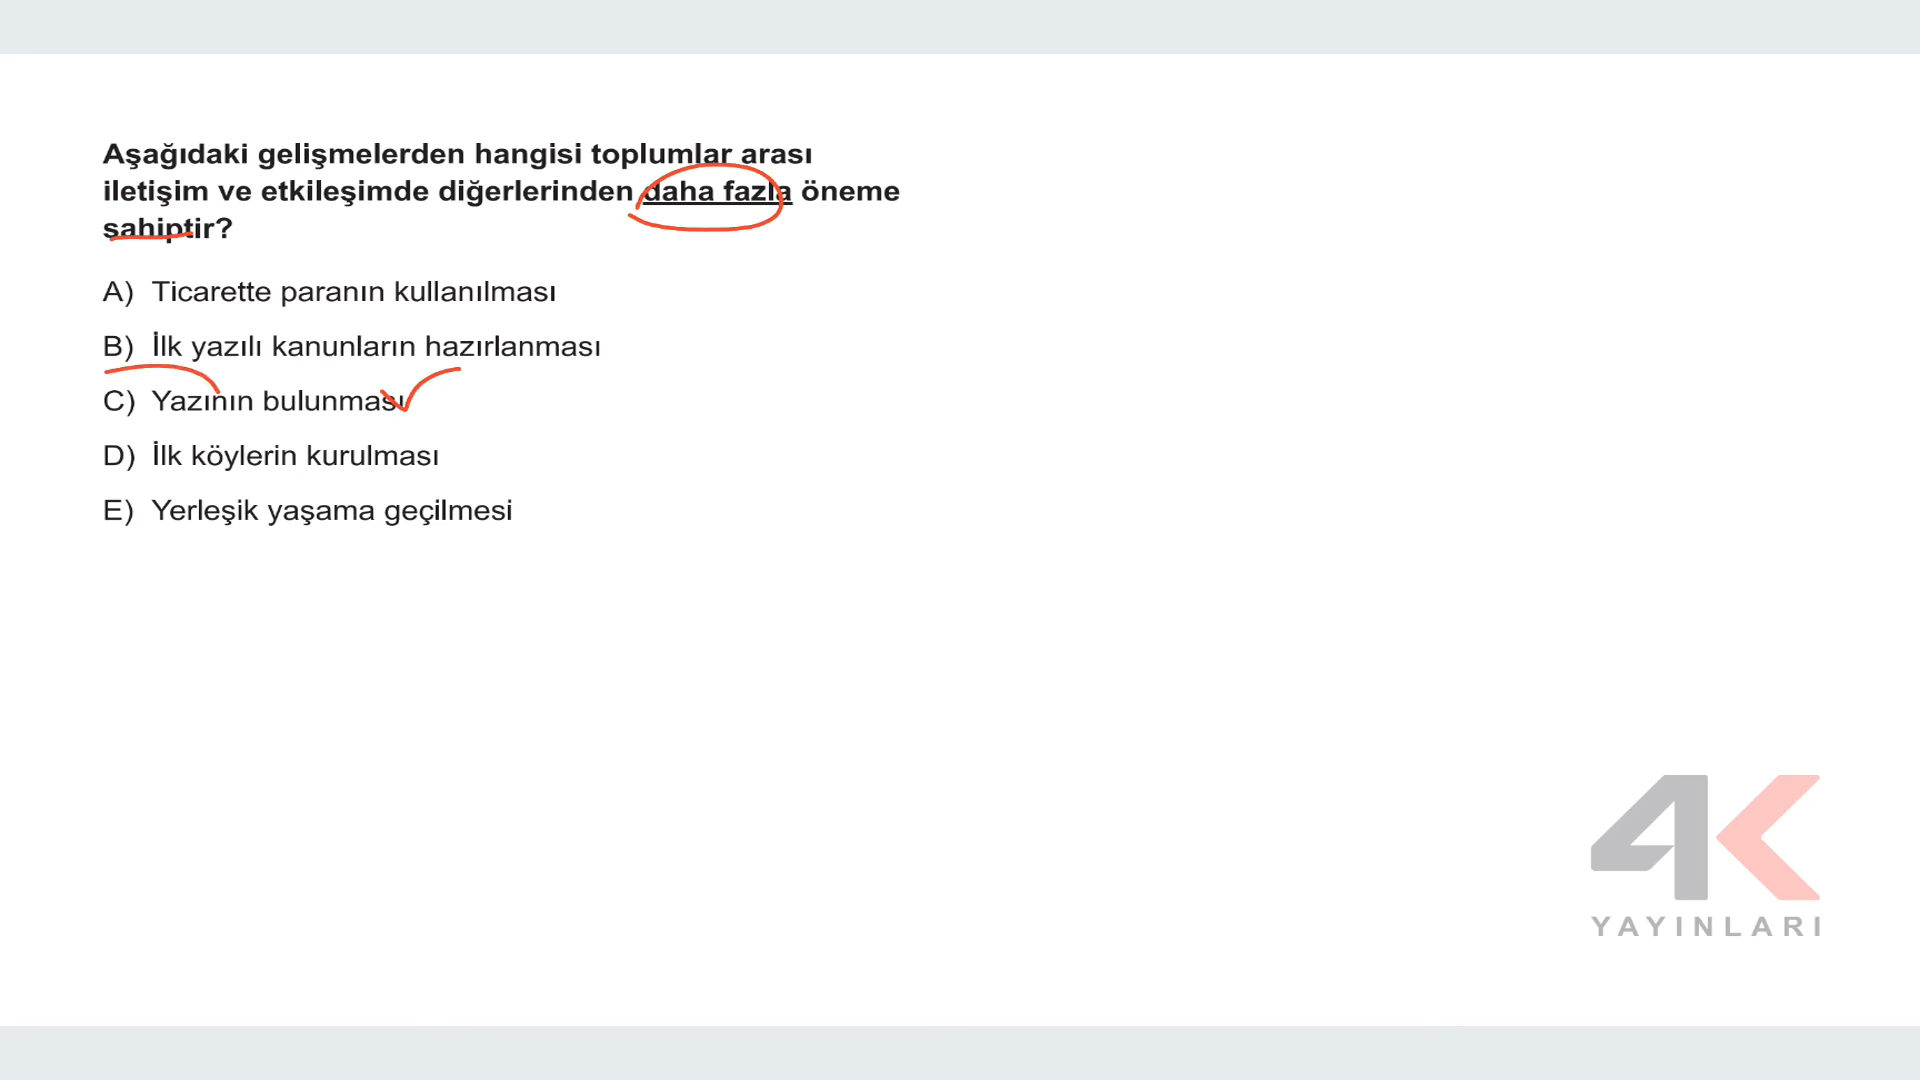 Aşağıdaki gelişmelerden hangisi toplumlar arası
iletişim ve etkileşimde diğerlerinden daha fazla öneme
sahiptir?
A) Ticarette paranın kullanılması
B) İlk yazılı kanunların hazırlanması
C) Yazının bulunması
D) İlk köylerin kurulması
E) Yerleşik yaşama geçilmesi
4K
YAYINLARI